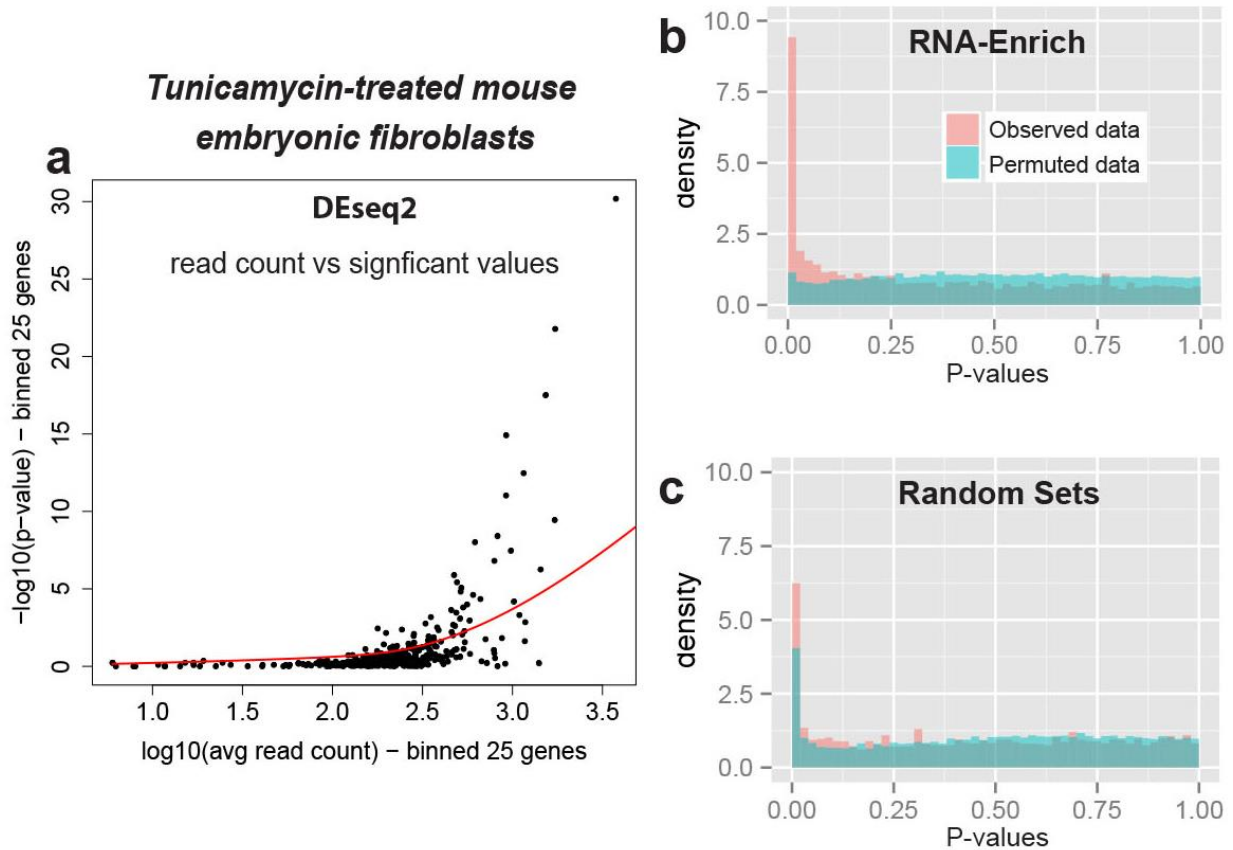 Tunicamycin-treated mouse
embryonic fibroblasts
a
DEseq2
read count vs signficant values
−log10(p−value) − binned 25 genes
30
25
20
15
10
5
0
1.0 1.5 2.0 2.5 3.0 3.5
log10(avg read count) − binned 25 genes
b
RNA-Enrich
density
10.0
7.5
5.0
2.5
0.0
Observed data
Permuted data
0.00 0.25 0.50 0.75 1.00
P-values
c
Random Sets
density
10.0
7.5
5.0
2.5
0.0
0.00 0.25 0.50 0.75 1.00
P-values